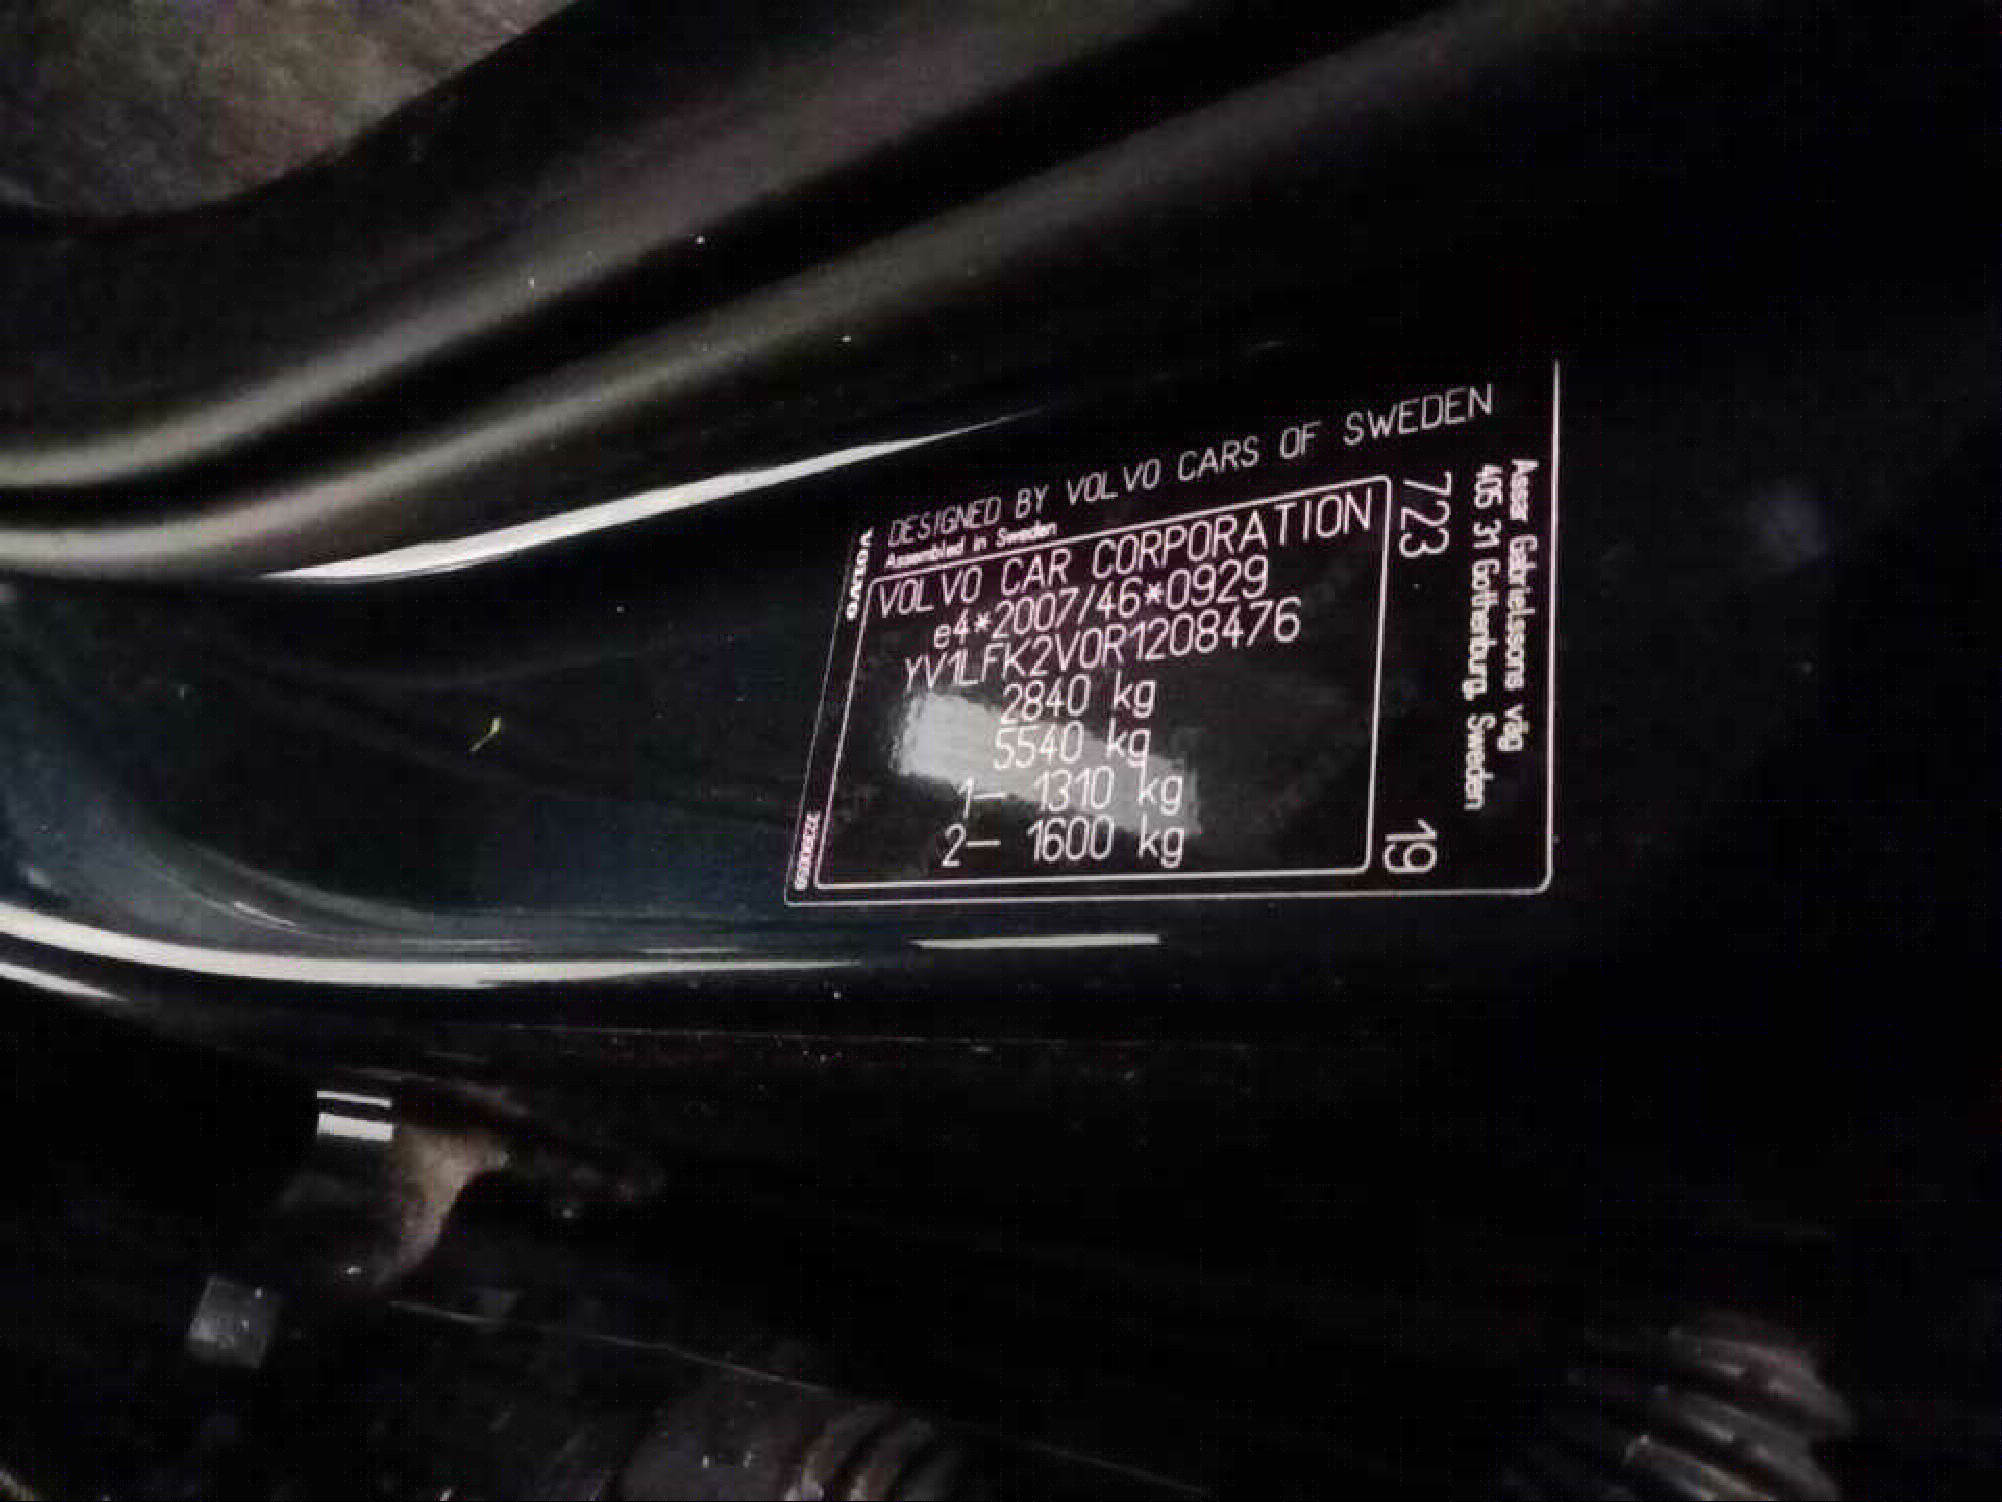 DESIGNED BY VOLVO CARS OF SWEDEN
Assembled in Sweden
VOLVO
VOLVO CAR CORPORATION
e4*2007/46*0929
YV1LFK2V0R1208476
2840 kg
5540 kg
1– 1310 kg
2– 1600 kg
723
19
Assar Gabrielssons väg
405 31 Gothenburg, Sweden